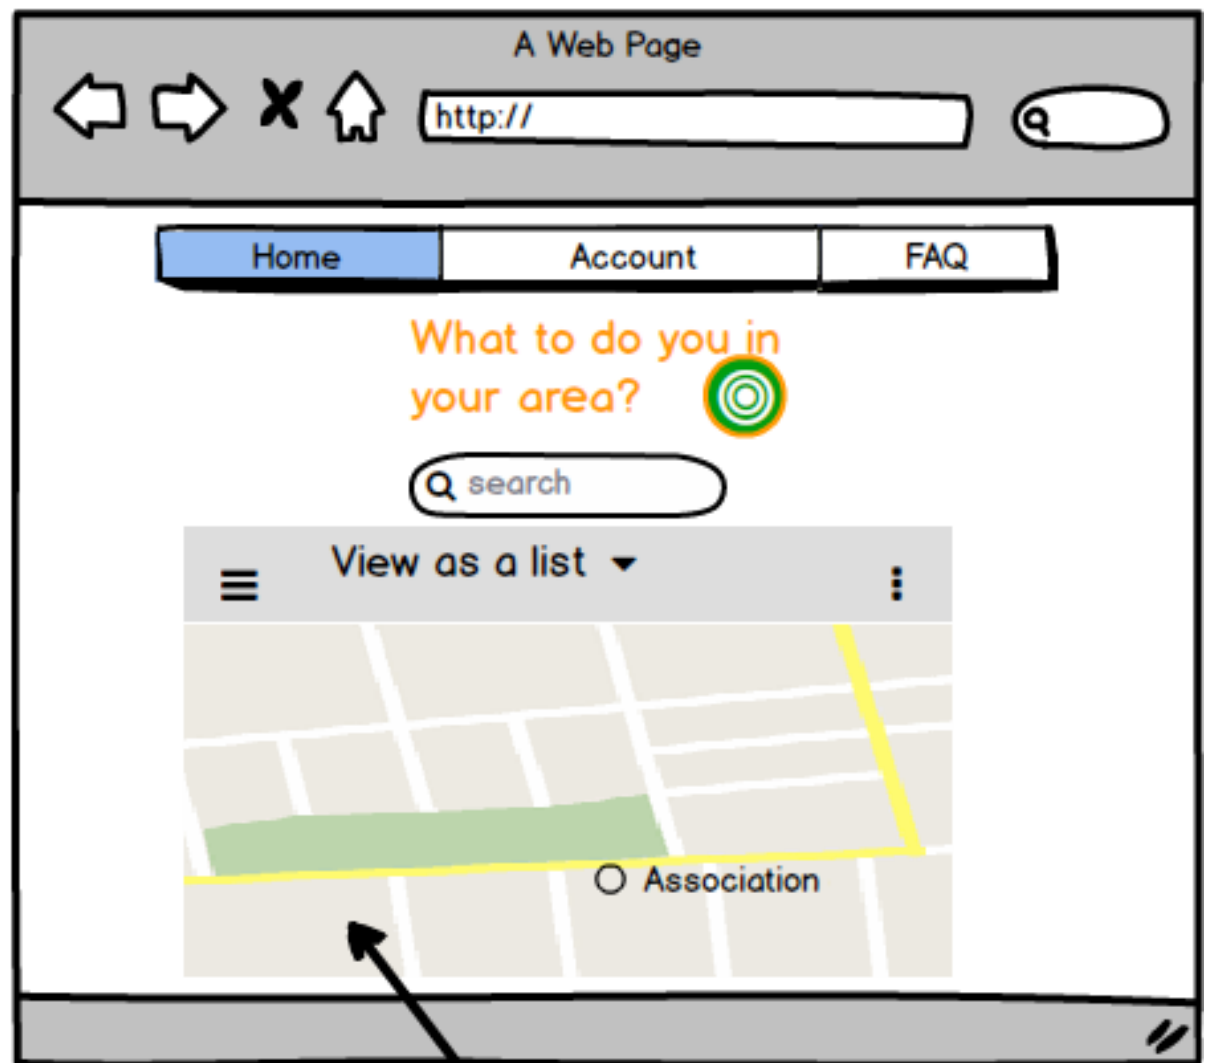 A Web Page
http://
Home Account FAQ
What to do you in
your area?
search
View as a list
Association